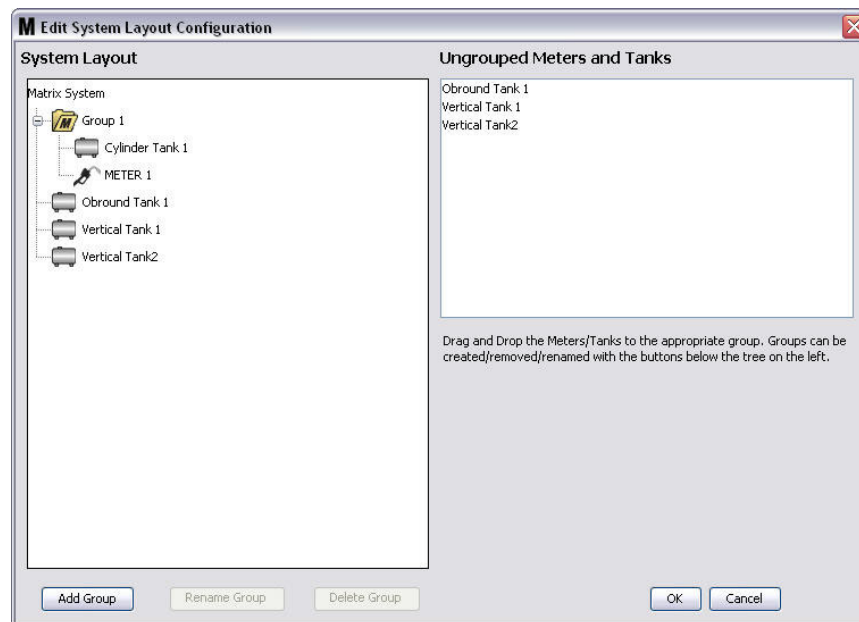 M Edit System Layout Configuration
System Layout
Matrix System
M Group 1
Cylinder Tank 1
METER 1
Obround Tank 1
Vertical Tank 1
Vertical Tank2
Ungrouped Meters and Tanks
Obround Tank 1
Vertical Tank 1
Vertical Tank2
Drag and Drop the Meters/Tanks to the appropriate group. Groups can be
created/removed/renamed with the buttons below the tree on the left.
Add Group Rename Group Delete Group OK Cancel